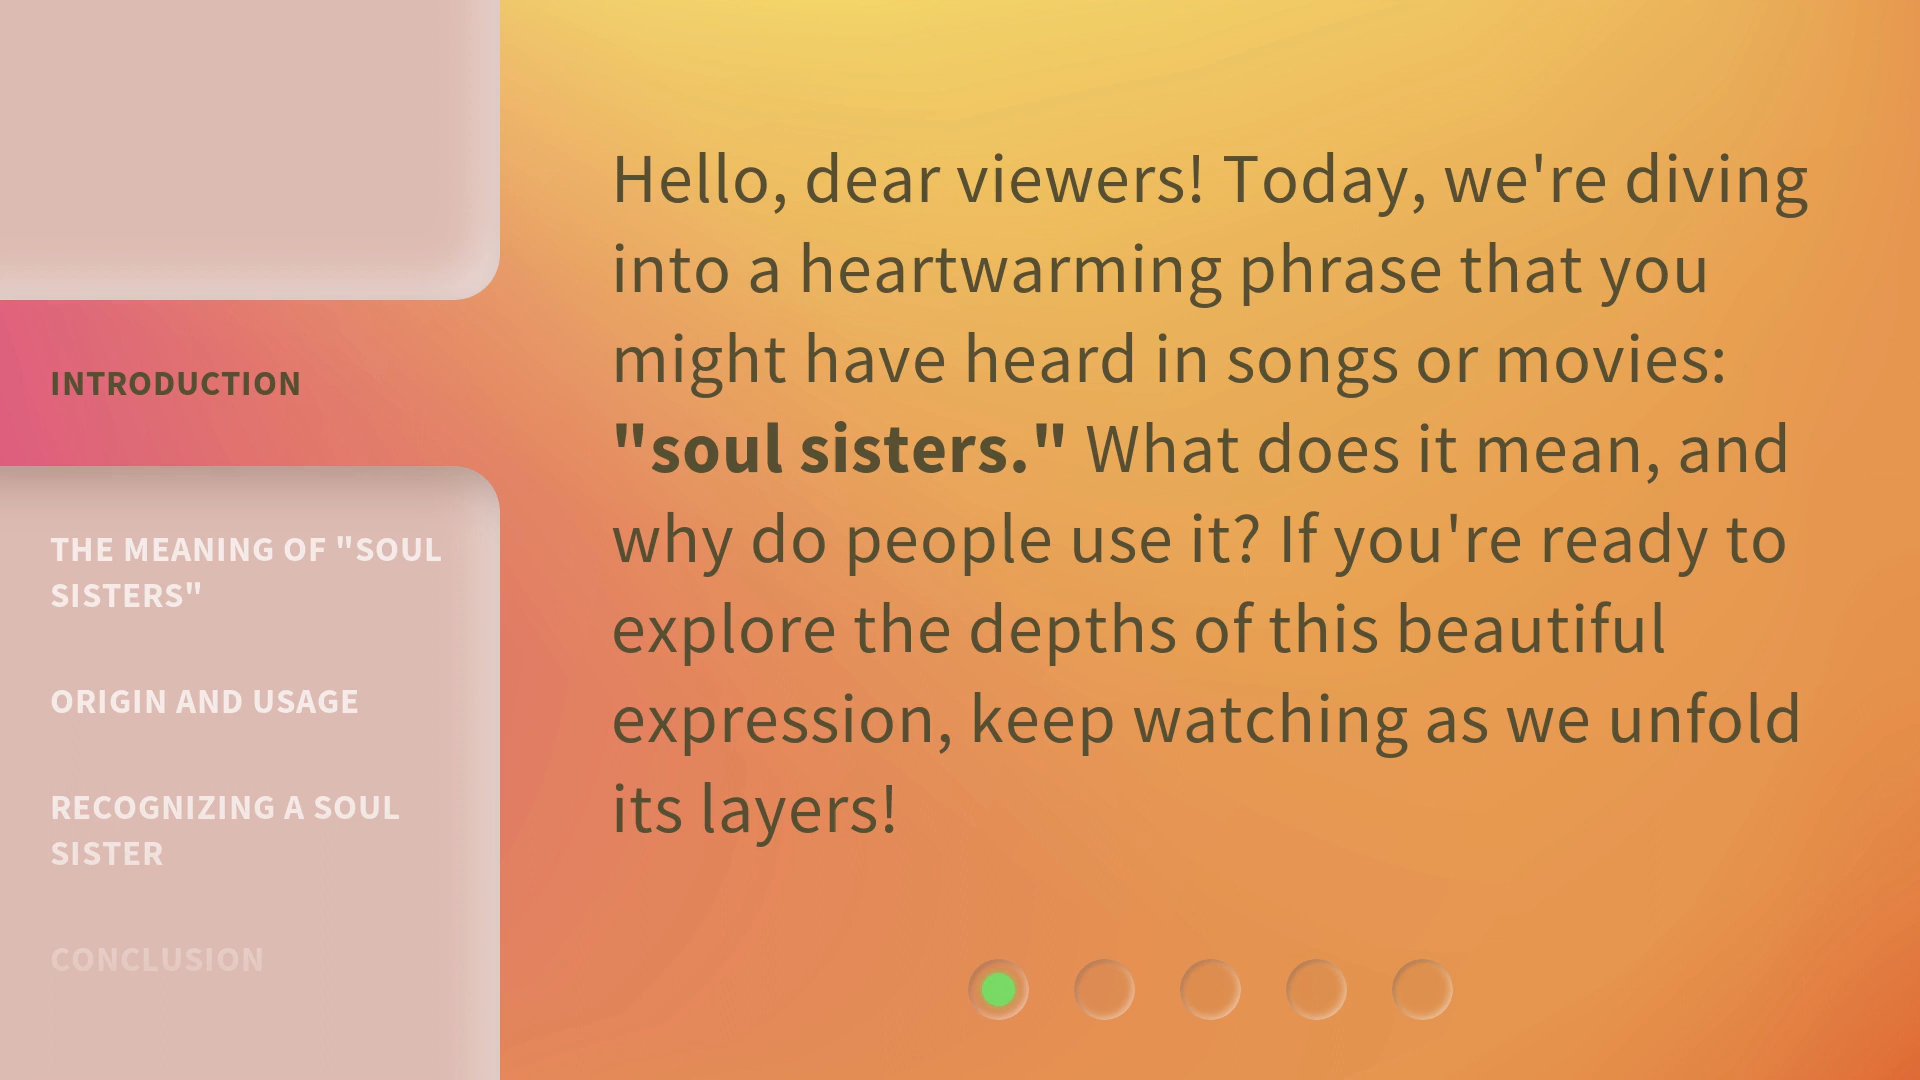 INTRODUCTION
THE MEANING OF "SOUL
SISTERS"
ORIGIN AND USAGE
RECOGNIZING A SOUL
SISTER
CONCLUSION
Hello, dear viewers! Today, we're diving
into a heartwarming phrase that you
might have heard in songs or movies:
"soul sisters." What does it mean, and
why do people use it? If you're ready to
explore the depths of this beautiful
expression, keep watching as we unfold
its layers!